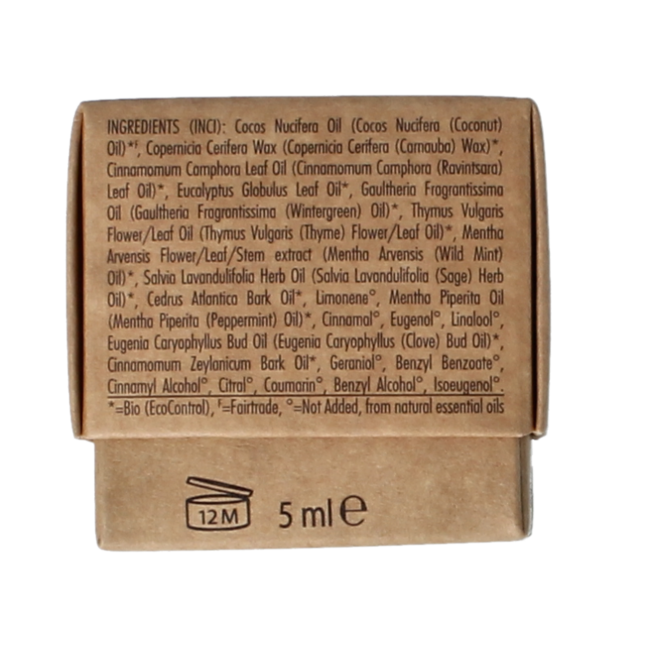 INGREDIENTS (INCI): Cocos Nucifera Oil (Cocos Nucifera (Coconut)
Oil)*ᶠ, Copernicia Cerifera Wax (Copernicia Cerifera (Carnauba) Wax)*,
Cinnamomum Camphora Leaf Oil (Cinnamomum Camphora (Ravintsara)
Leaf Oil)*, Eucalyptus Globulus Leaf Oil*, Gaultheria Fragrantissima
Oil (Gaultheria Fragrantissima (Wintergreen) Oil)*, Thymus Vulgaris
Flower/Leaf Oil (Thymus Vulgaris (Thyme) Flower/Leaf Oil)*, Mentha
Arvensis Flower/Leaf/Stem extract (Mentha Arvensis (Wild Mint)
Oil)*, Salvia Lavandulifolia Herb Oil (Salvia Lavandulifolia (Sage) Herb
Oil)*, Cedrus Atlantica Bark Oil*, Limonene°, Mentha Piperita Oil
(Mentha Piperita (Peppermint) Oil)*, Cinnamal°, Eugenol°, Linalool°,
Eugenia Caryophyllus Bud Oil (Eugenia Caryophyllus (Clove) Bud Oil)*,
Cinnamomum Zeylanicum Bark Oil*, Geraniol°, Benzyl Benzoate°,
Cinnamyl Alcohol°, Citral°, Coumarin°, Benzyl Alcohol°, Isoeugenol°.
*=Bio (EcoControl), ᶠ=Fairtrade, °=Not Added, from natural essential oils
12M 5 ml ℮